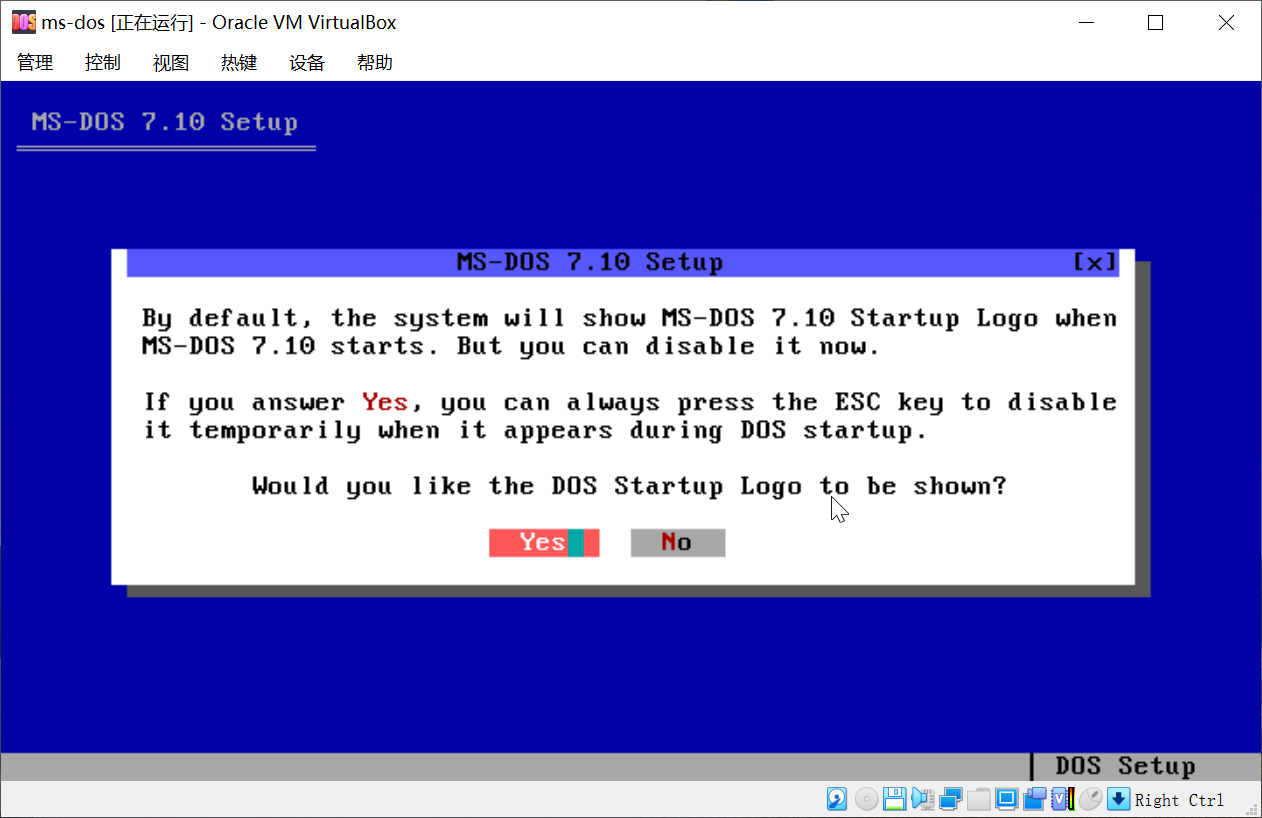 ms-dos [正在运行] - Oracle VM VirtualBox
管理 控制 视图 热键 设备 帮助
MS-DOS 7.10 Setup
MS-DOS 7.10 Setup [x]
By default, the system will show MS-DOS 7.10 Startup Logo when
MS-DOS 7.10 starts. But you can disable it now.
If you answer Yes, you can always press the ESC key to disable
it temporarily when it appears during DOS startup.
Would you like the DOS Startup Logo to be shown?
Yes No
DOS Setup
Right Ctrl